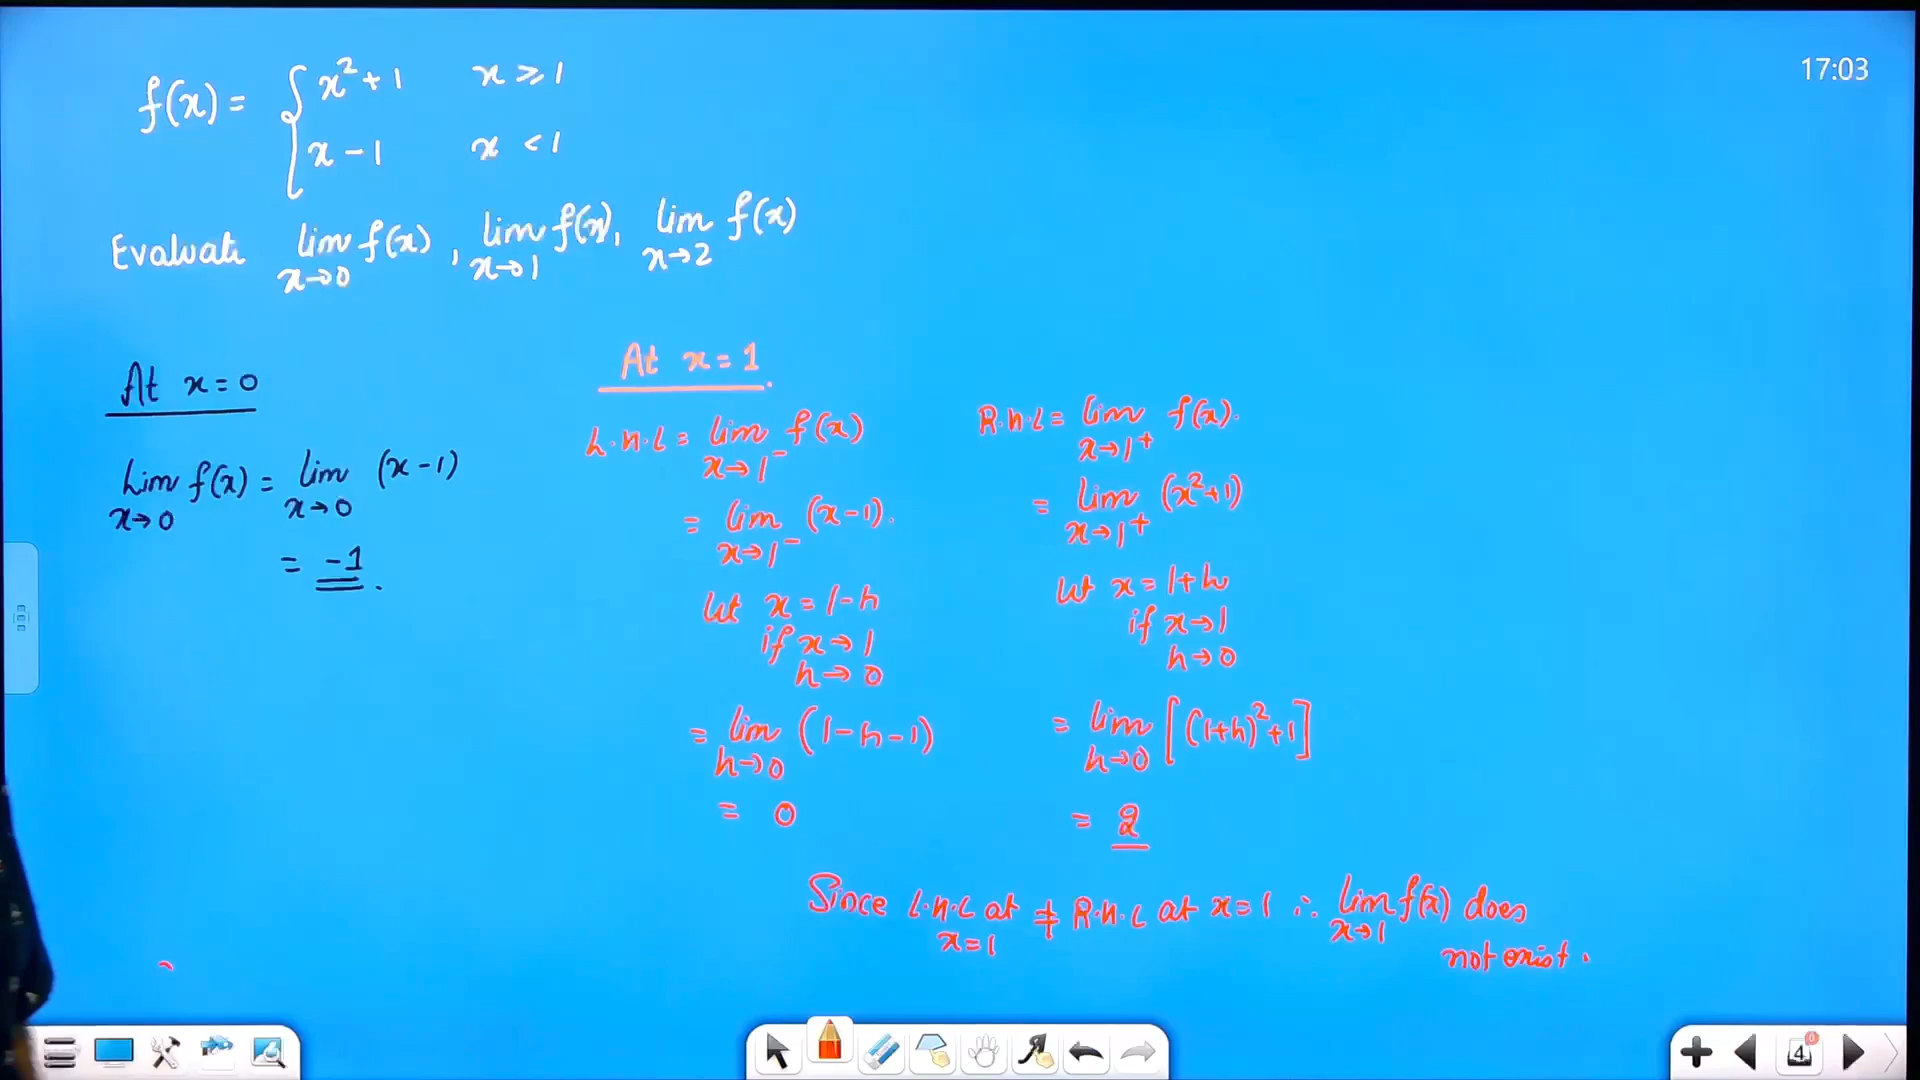 17:03
f(x) = { x² + 1 x ≥ 1
x - 1 x < 1
Evaluate lim x→0 f(x), lim x→1 f(x), lim x→2 f(x)
At x = 0
Lim x→0 f(x) = lim x→0 (x - 1)
= -1.
At x = 1.
L.H.L = lim x→1⁻ f(x)
= lim x→1⁻ (x - 1).
let x = 1 - h
if x → 1
h → 0
= lim h→0 (1 - h - 1)
= 0
R.H.L = lim x→1⁺ f(x).
= lim x→1⁺ (x² + 1)
let x = 1 + h
if x → 1
h → 0
= lim h→0 [(1+h)² + 1]
= 2
Since L.H.L at x = 1 ≠ R.H.L at x = 1 ∴ lim x→1 f(x) does
not exist.
4
0